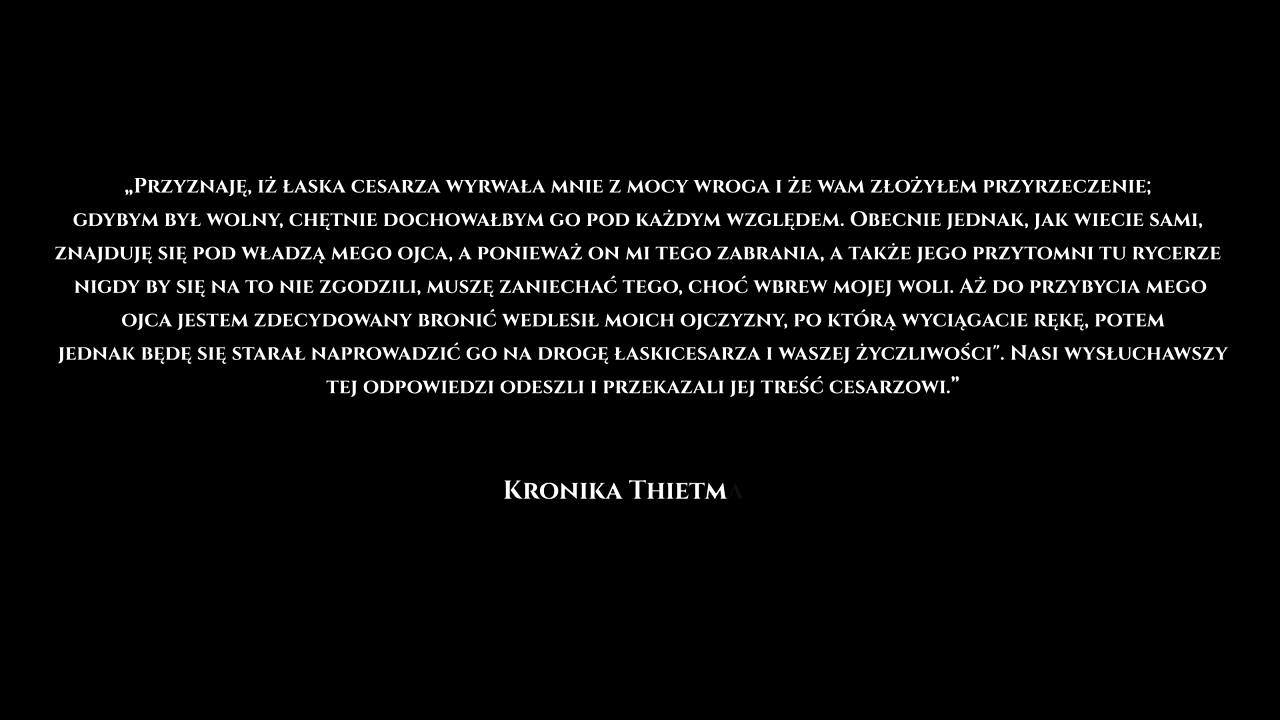 „Przyznaję, iż łaska cesarza wyrwała mnie z mocy wroga i że wam złożyłem przyrzeczenie;
gdybym był wolny, chętnie dochowałbym go pod każdym względem. Obecnie jednak, jak wiecie sami,
znajduję się pod władzą mego ojca, a ponieważ on mi tego zabrania, a także jego przytomni tu rycerze
nigdy by się na to nie zgodzili, muszę zaniechać tego, choć wbrew mojej woli. Aż do przybycia mego
ojca jestem zdecydowany bronić wedlesił moich ojczyzny, po którą wyciągacie rękę, potem
jednak będę się starał naprowadzić go na drogę łaskicesarza i waszej życzliwości". Nasi wysłuchawszy
tej odpowiedzi odeszli i przekazali jej treść cesarzowi.”
Kronika Thietma